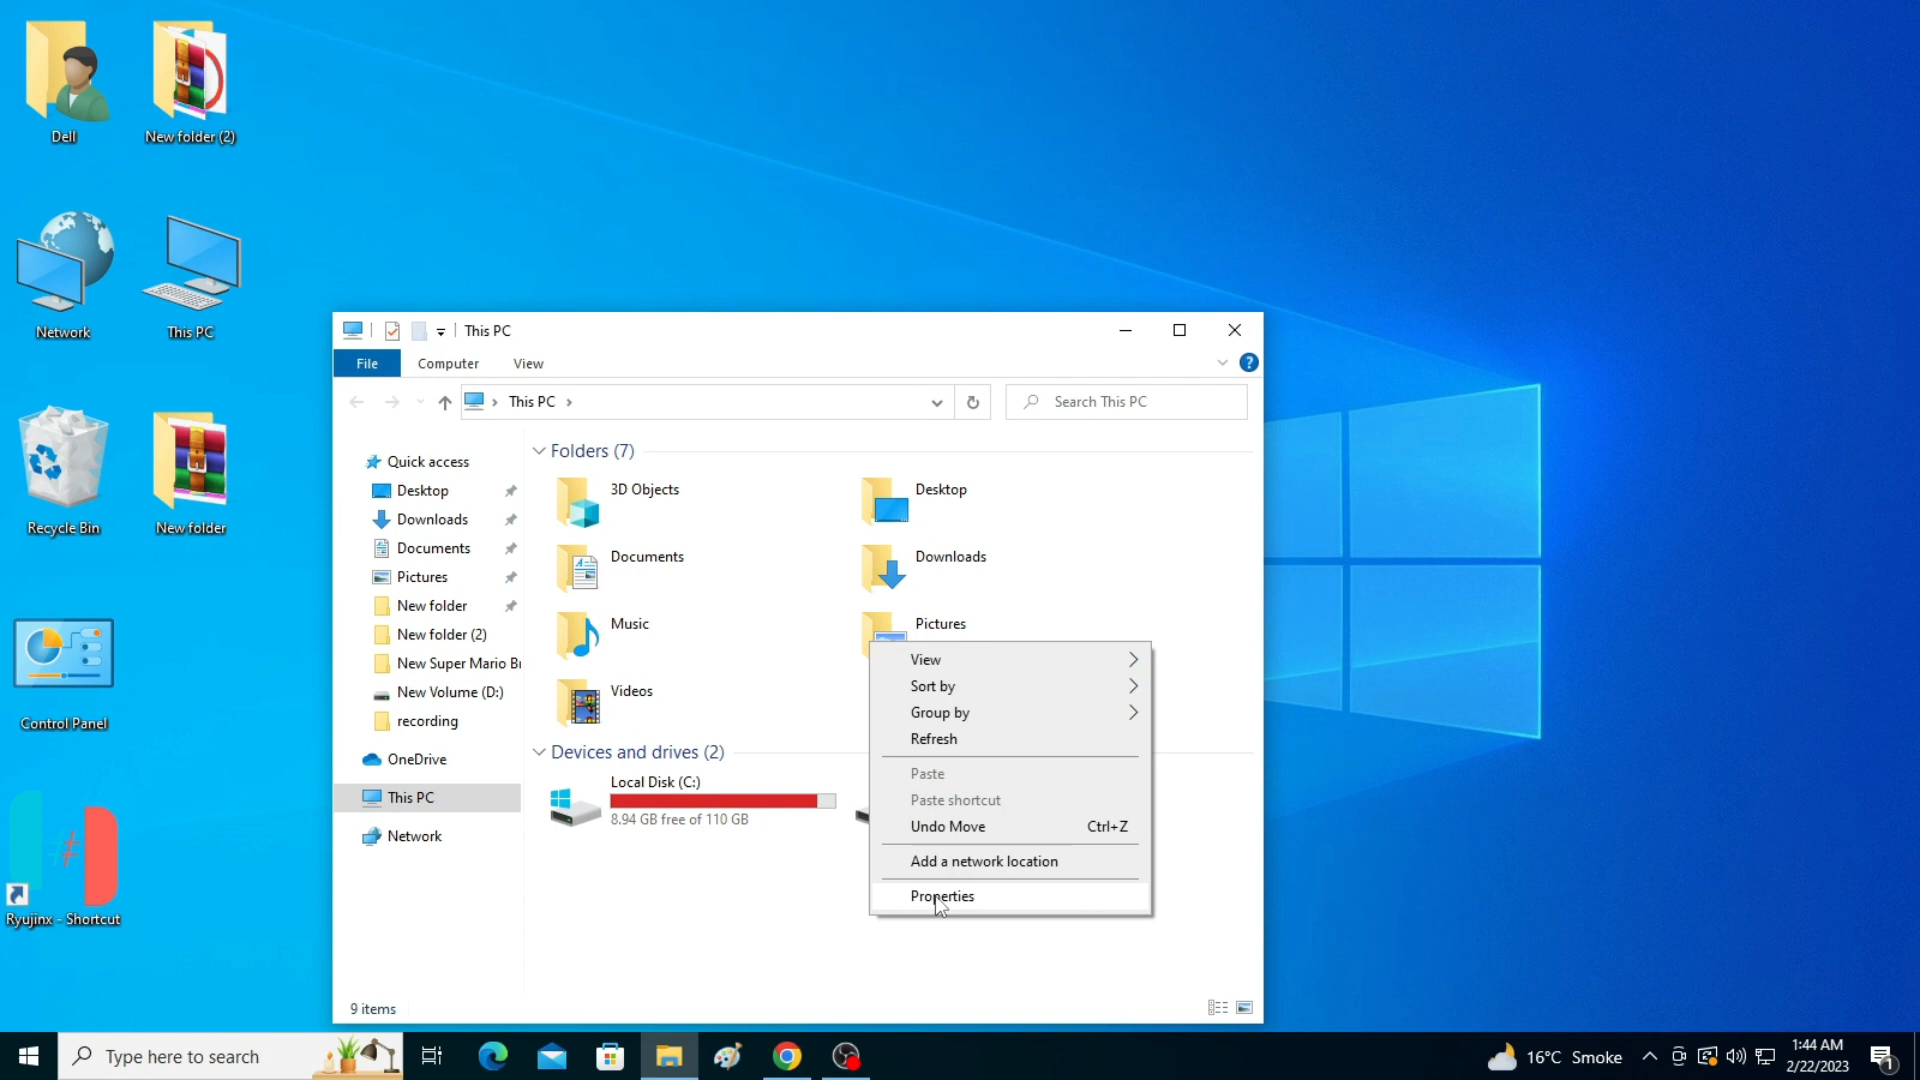 Dell
New folder (2)
Network
This PC
Recycle Bin
New folder
Control Panel
Ryujinx - Shortcut
This PC
File
Computer
View
?
This PC
Search This PC
Quick access
Desktop
Downloads
Documents
Pictures
New folder
New folder (2)
New Super Mario Br
New Volume (D:)
recording
OneDrive
This PC
Network
Folders (7)
3D Objects
Desktop
Documents
Downloads
Music
Pictures
Videos
Devices and drives (2)
Local Disk (C:)
8.94 GB free of 110 GB
View
Sort by
Group by
Refresh
Paste
Paste shortcut
Undo Move Ctrl+Z
Add a network location
Properties
9 items
Type here to search
16°C Smoke
1:44 AM
2/22/2023
1